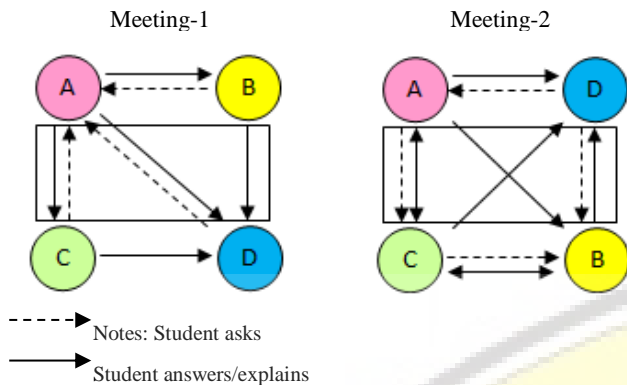 Meeting-1
Meeting-2
A
B
A
D
C
D
C
B
Notes: Student asks
Student answers/explains